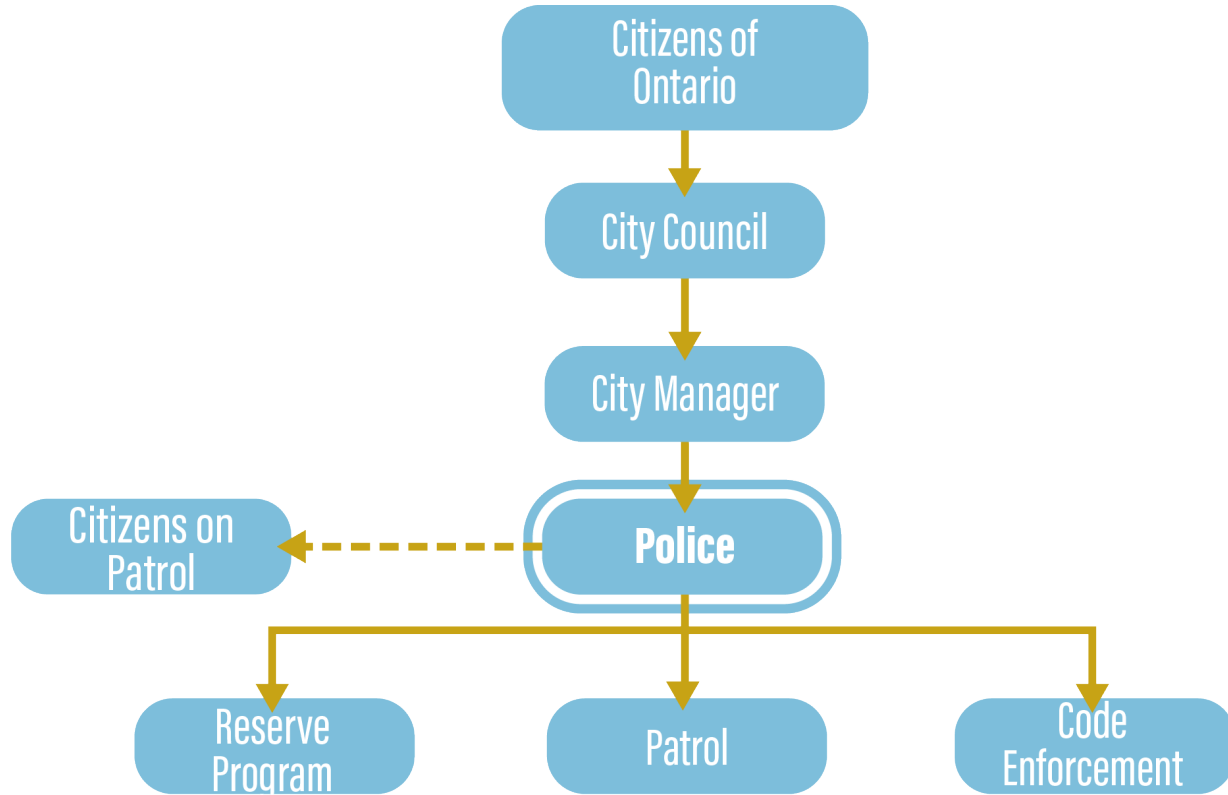 Citizens of
Ontario
City Council
City Manager
Citizens on
Patrol
Police
Reserve
Program
Patrol
Code
Enforcement